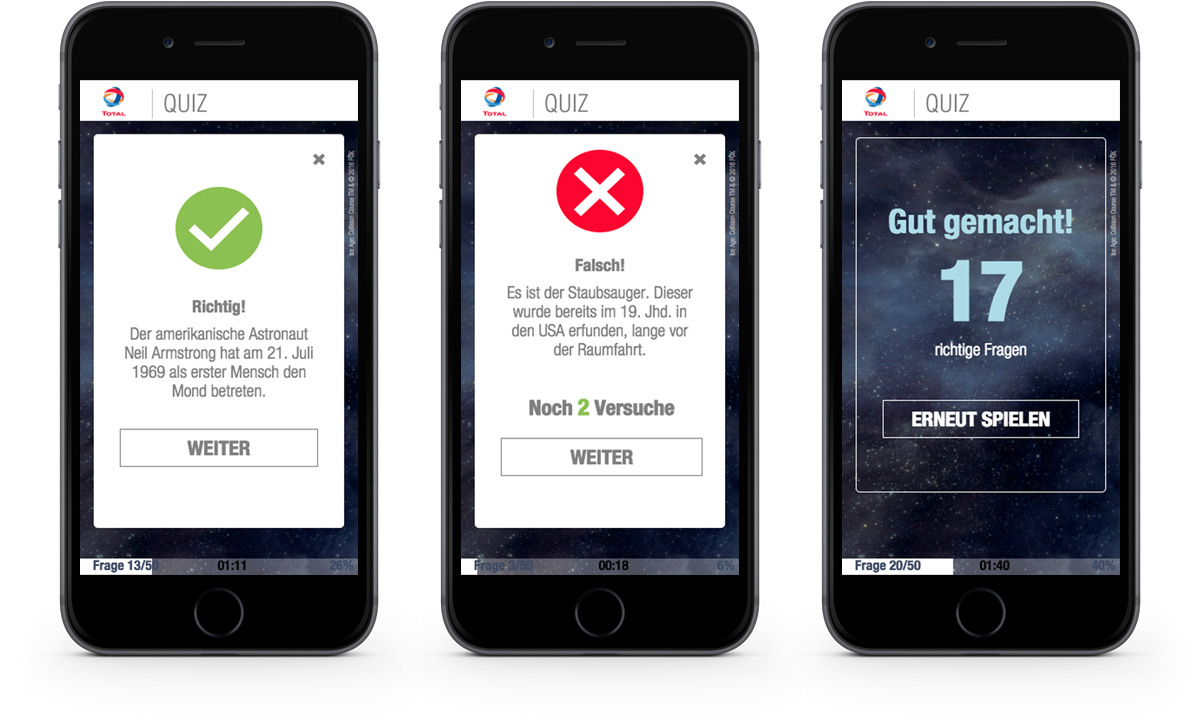 TOTAL
QUIZ
Ice Age: Collision Course TM & © 2016 FOX
Richtig!
Der amerikanische Astronaut
Neil Armstrong hat am 21. Juli
1969 als erster Mensch den
Mond betreten.
WEITER
Frage 13/50 01:11 26%
TOTAL
QUIZ
Ice Age: Collision Course TM & © 2016 FOX
Falsch!
Es ist der Staubsauger. Dieser
wurde bereits im 19. Jhd. in
den USA erfunden, lange vor
der Raumfahrt.
Noch 2 Versuche
WEITER
Frage 3/50 00:18 6%
TOTAL
QUIZ
Ice Age: Collision Course TM & © 2016 FOX
Gut gemacht!
17
richtige Fragen
ERNEUT SPIELEN
Frage 20/50 01:40 40%